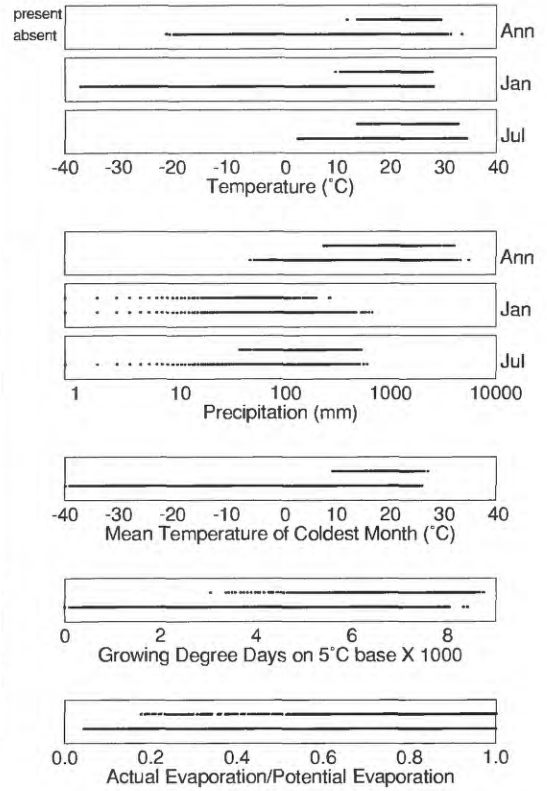 present
absent
Ann
Jan
Jul
-40 -30 -20 -10 0 10 20 30 40
Temperature (˚C)
Ann
Jan
Jul
1 10 100 1000 10000
Precipitation (mm)
-40 -30 -20 -10 0 10 20 30 40
Mean Temperature of Coldest Month (˚C)
0 2 4 6 8
Growing Degree Days on 5˚C base X 1000
0.0 0.2 0.4 0.6 0.8 1.0
Actual Evaporation/Potential Evaporation